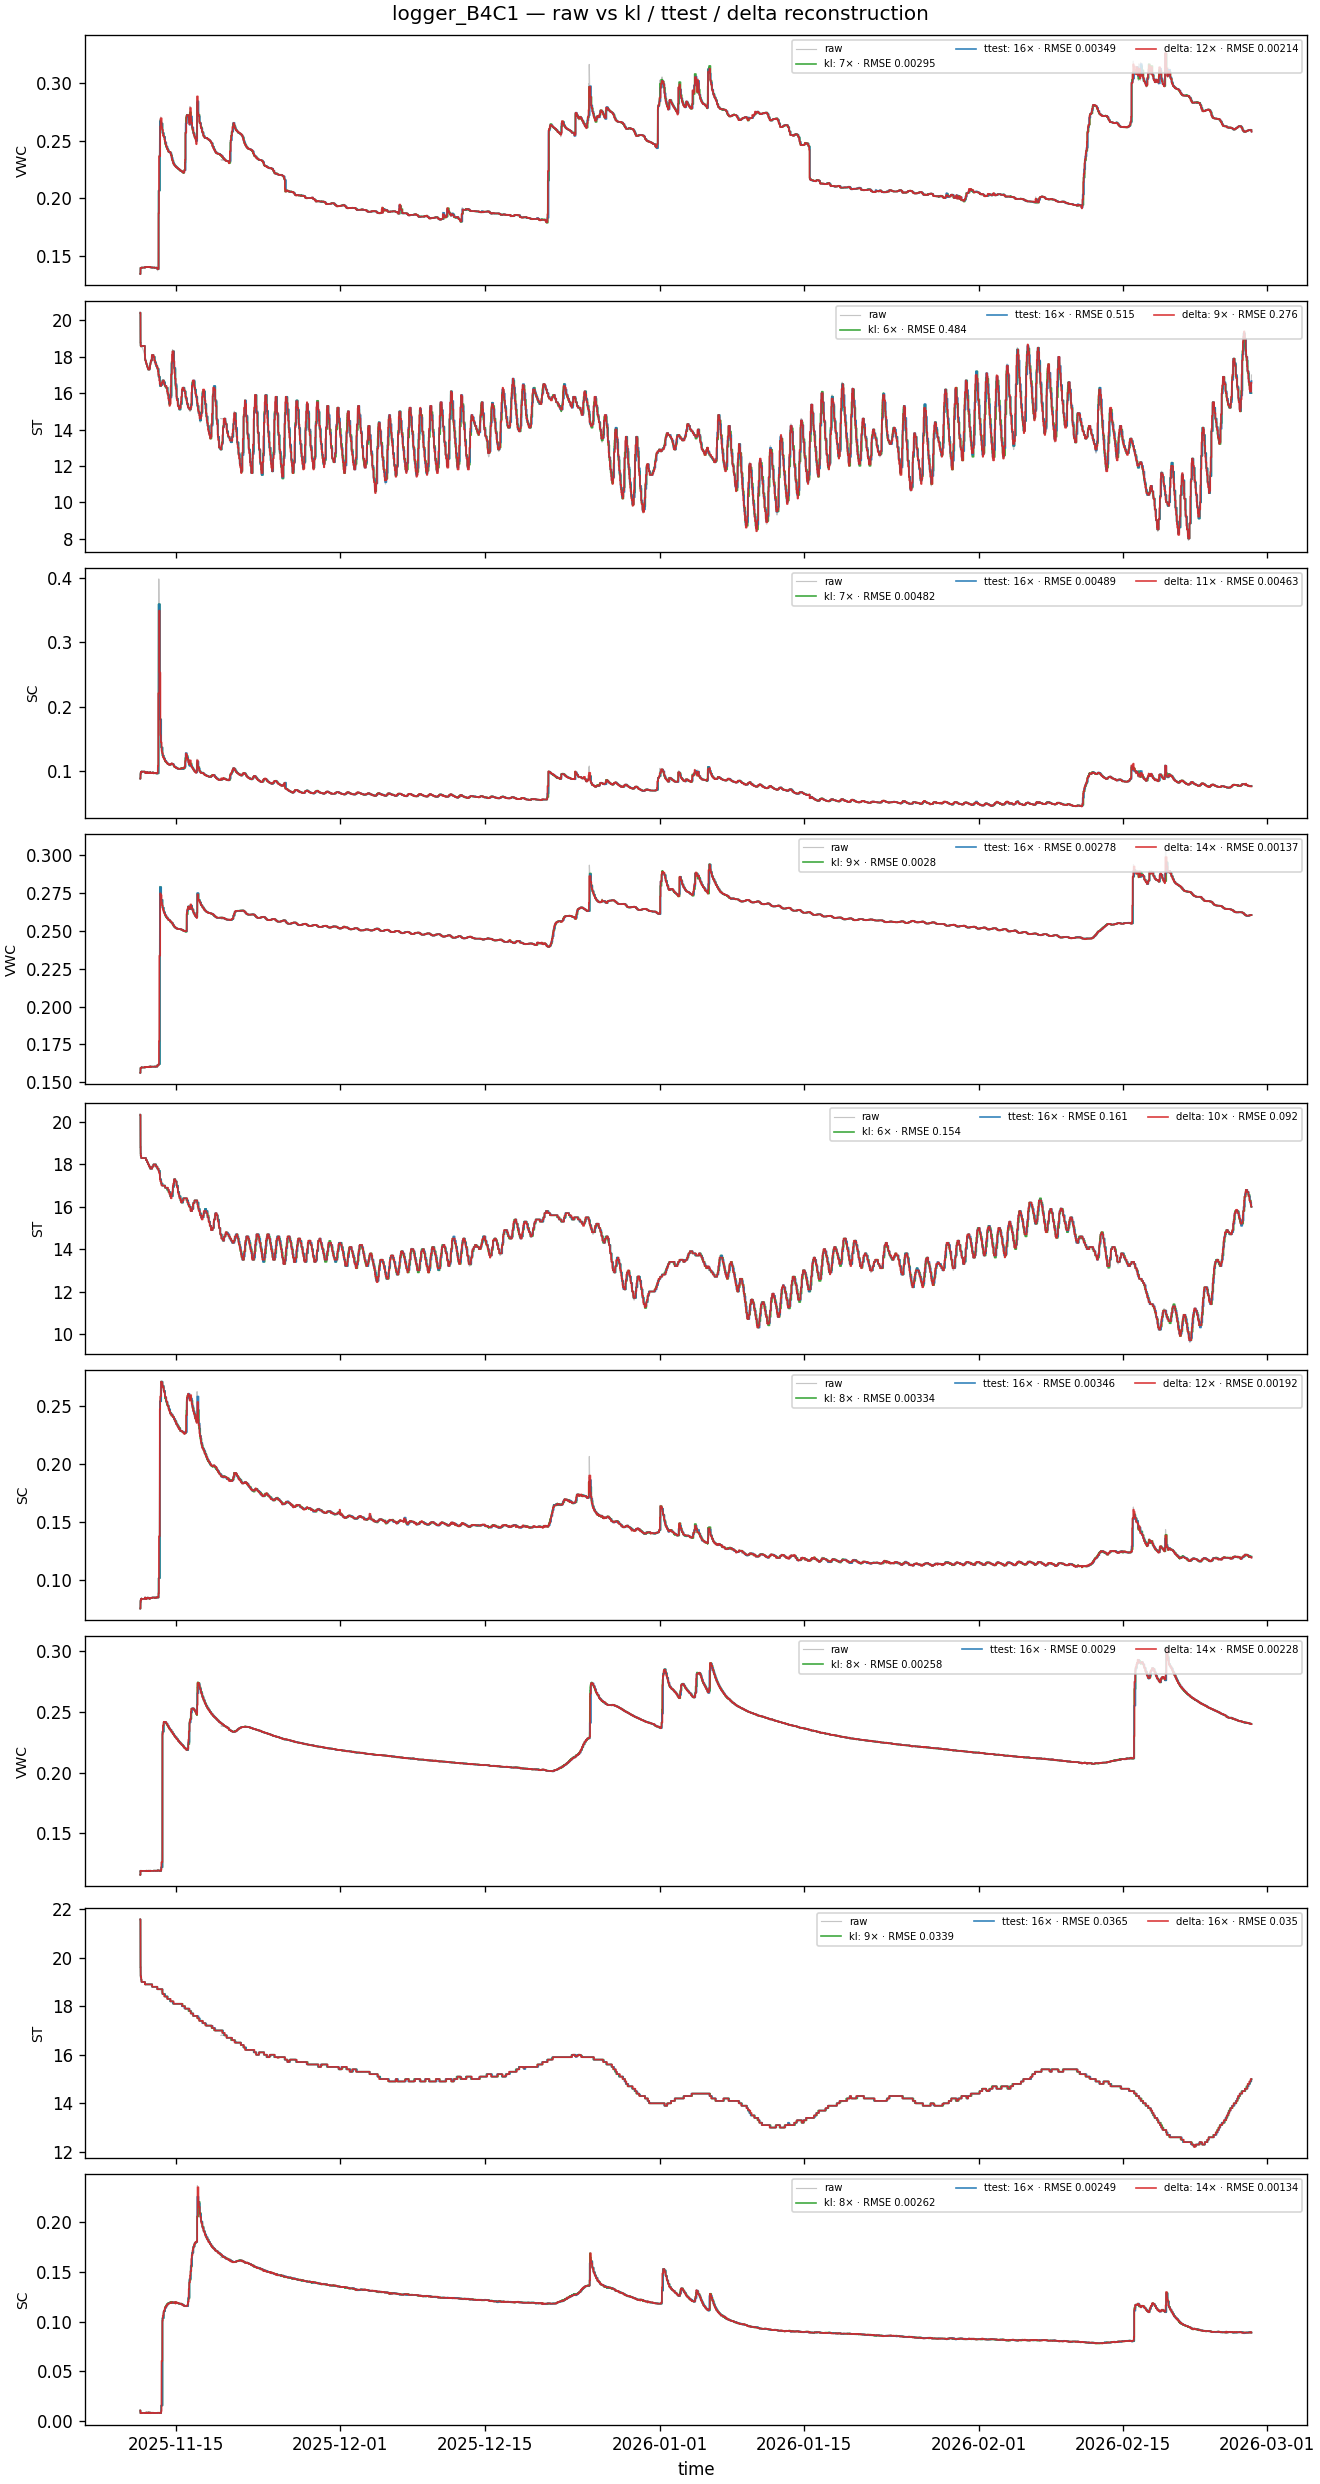 logger_B4C1 — raw vs kl / ttest / delta reconstruction
raw
kl: 7× · RMSE 0.00295
ttest: 16× · RMSE 0.00349
delta: 12× · RMSE 0.00214
VWC
0.30
0.25
0.20
0.15
raw
kl: 6× · RMSE 0.484
ttest: 16× · RMSE 0.515
delta: 9× · RMSE 0.276
ST
20
18
16
14
12
10
8
raw
kl: 7× · RMSE 0.00482
ttest: 16× · RMSE 0.00489
delta: 11× · RMSE 0.00463
SC
0.4
0.3
0.2
0.1
raw
kl: 9× · RMSE 0.0028
ttest: 16× · RMSE 0.00278
delta: 14× · RMSE 0.00137
VWC
0.300
0.275
0.250
0.225
0.200
0.175
0.150
raw
kl: 6× · RMSE 0.154
ttest: 16× · RMSE 0.161
delta: 10× · RMSE 0.092
ST
20
18
16
14
12
10
raw
kl: 8× · RMSE 0.00334
ttest: 16× · RMSE 0.00346
delta: 12× · RMSE 0.00192
SC
0.25
0.20
0.15
0.10
raw
kl: 8× · RMSE 0.00258
ttest: 16× · RMSE 0.0029
delta: 14× · RMSE 0.00228
VWC
0.30
0.25
0.20
0.15
raw
kl: 9× · RMSE 0.0339
ttest: 16× · RMSE 0.0365
delta: 16× · RMSE 0.035
ST
22
20
18
16
14
12
raw
kl: 8× · RMSE 0.00262
ttest: 16× · RMSE 0.00249
delta: 14× · RMSE 0.00134
SC
0.20
0.15
0.10
0.05
0.00
2025-11-15
2025-12-01
2025-12-15
2026-01-01
2026-01-15
2026-02-01
2026-02-15
2026-03-01
time